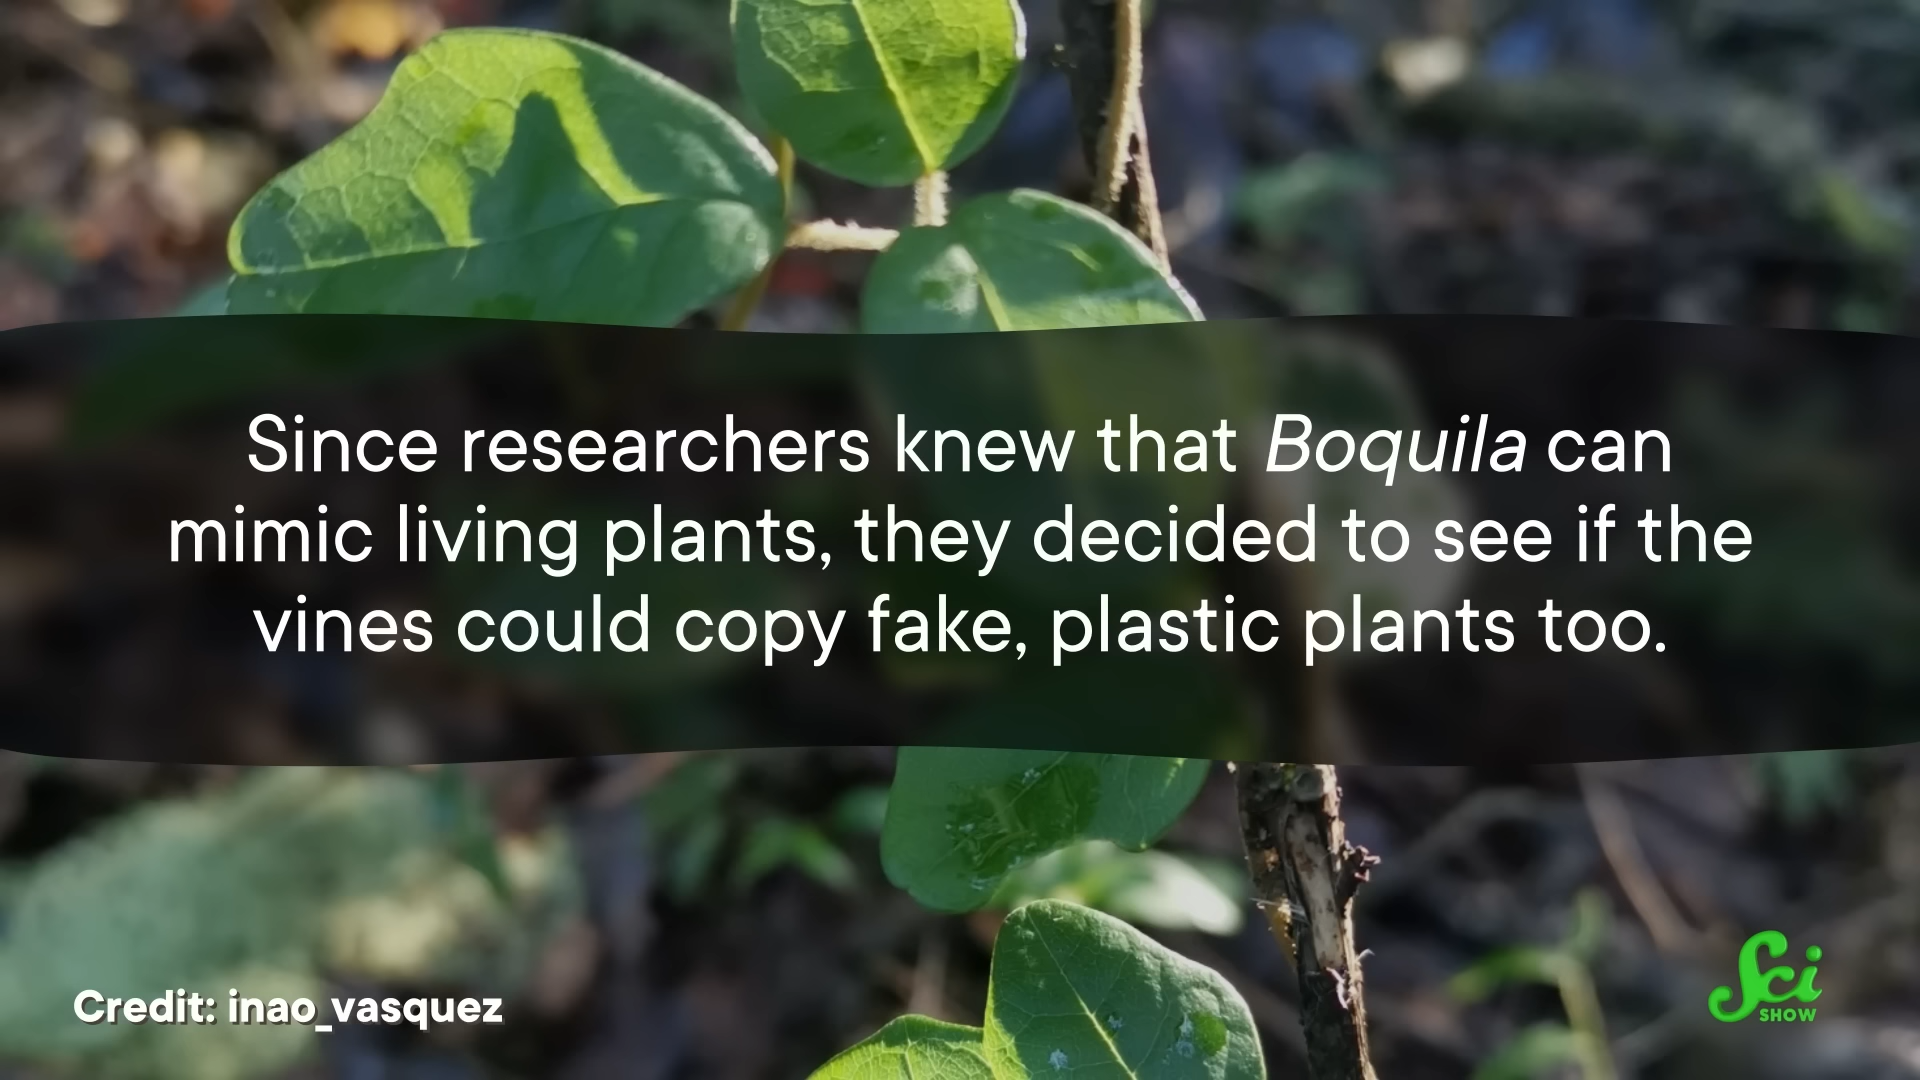 Since researchers knew that Boquila can
mimic living plants, they decided to see if the
vines could copy fake, plastic plants too.
Credit: inao_vasquez
Sci
SHOW